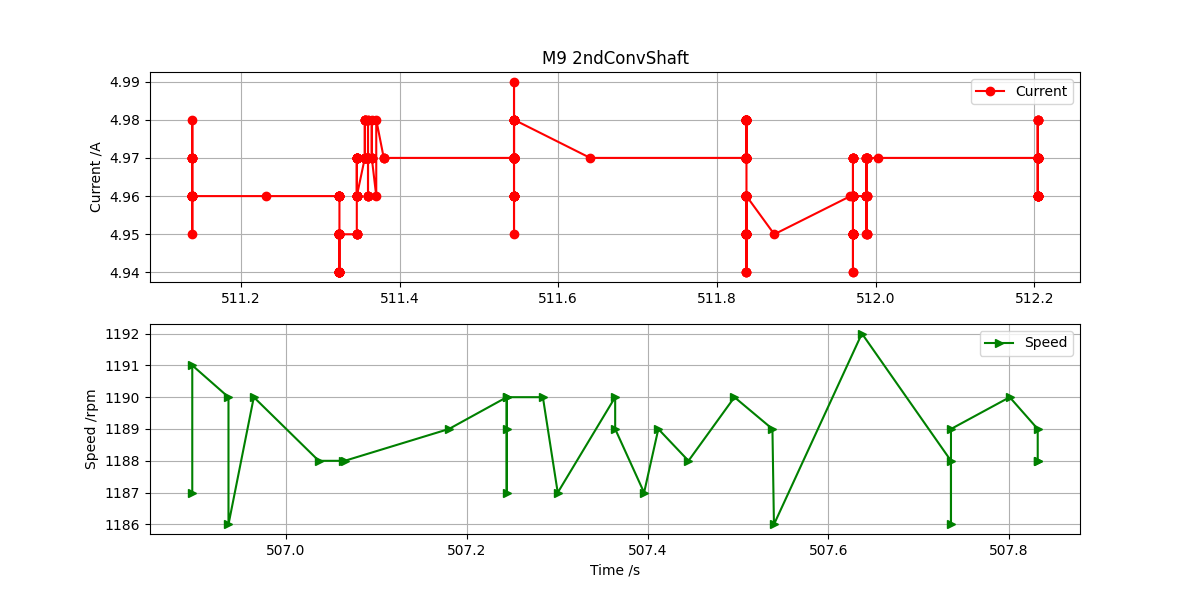 M9 2ndConvShaft
Current /A
4.99
4.98
4.97
4.96
4.95
4.94
Current
511.2 511.4 511.6 511.8 512.0 512.2
Speed /rpm
1192
1191
1190
1189
1188
1187
1186
Speed
507.0 507.2 507.4 507.6 507.8
Time /s